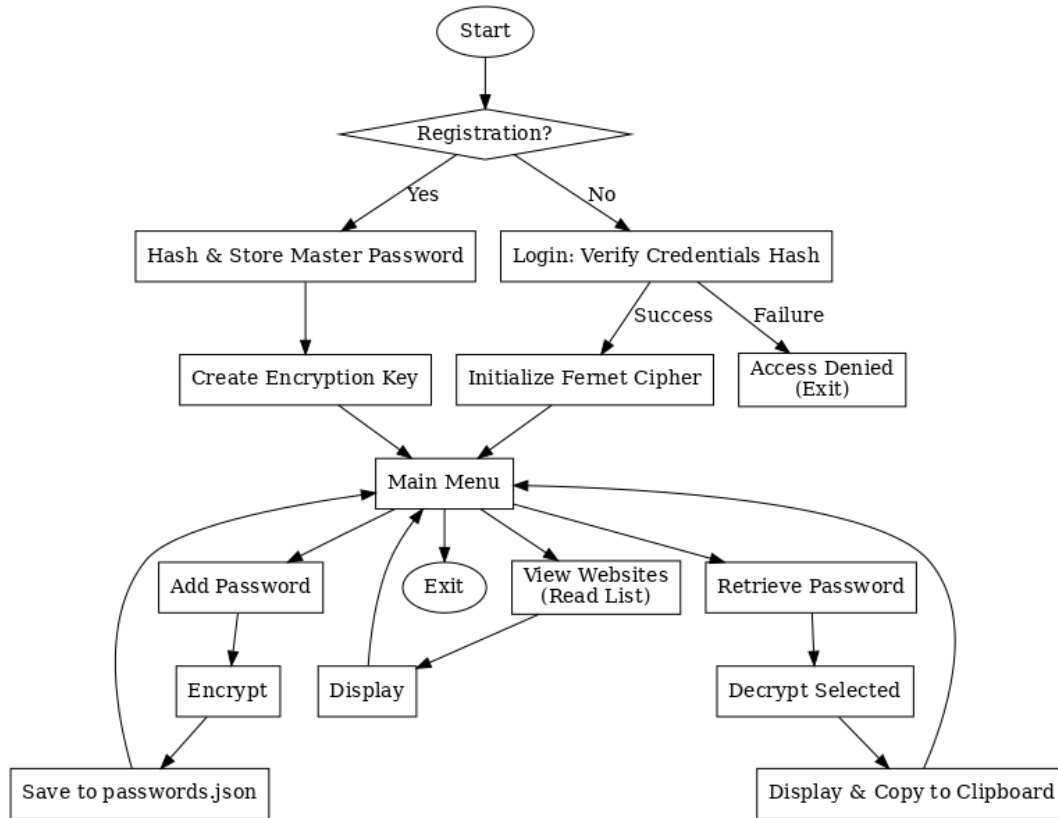 Start
Registration?
Yes
No
Hash & Store Master Password
Login: Verify Credentials Hash
Success
Failure
Create Encryption Key
Initialize Fernet Cipher
Access Denied
(Exit)
Main Menu
Add Password
Exit
View Websites
(Read List)
Retrieve Password
Encrypt
Display
Decrypt Selected
Save to passwords.json
Display & Copy to Clipboard